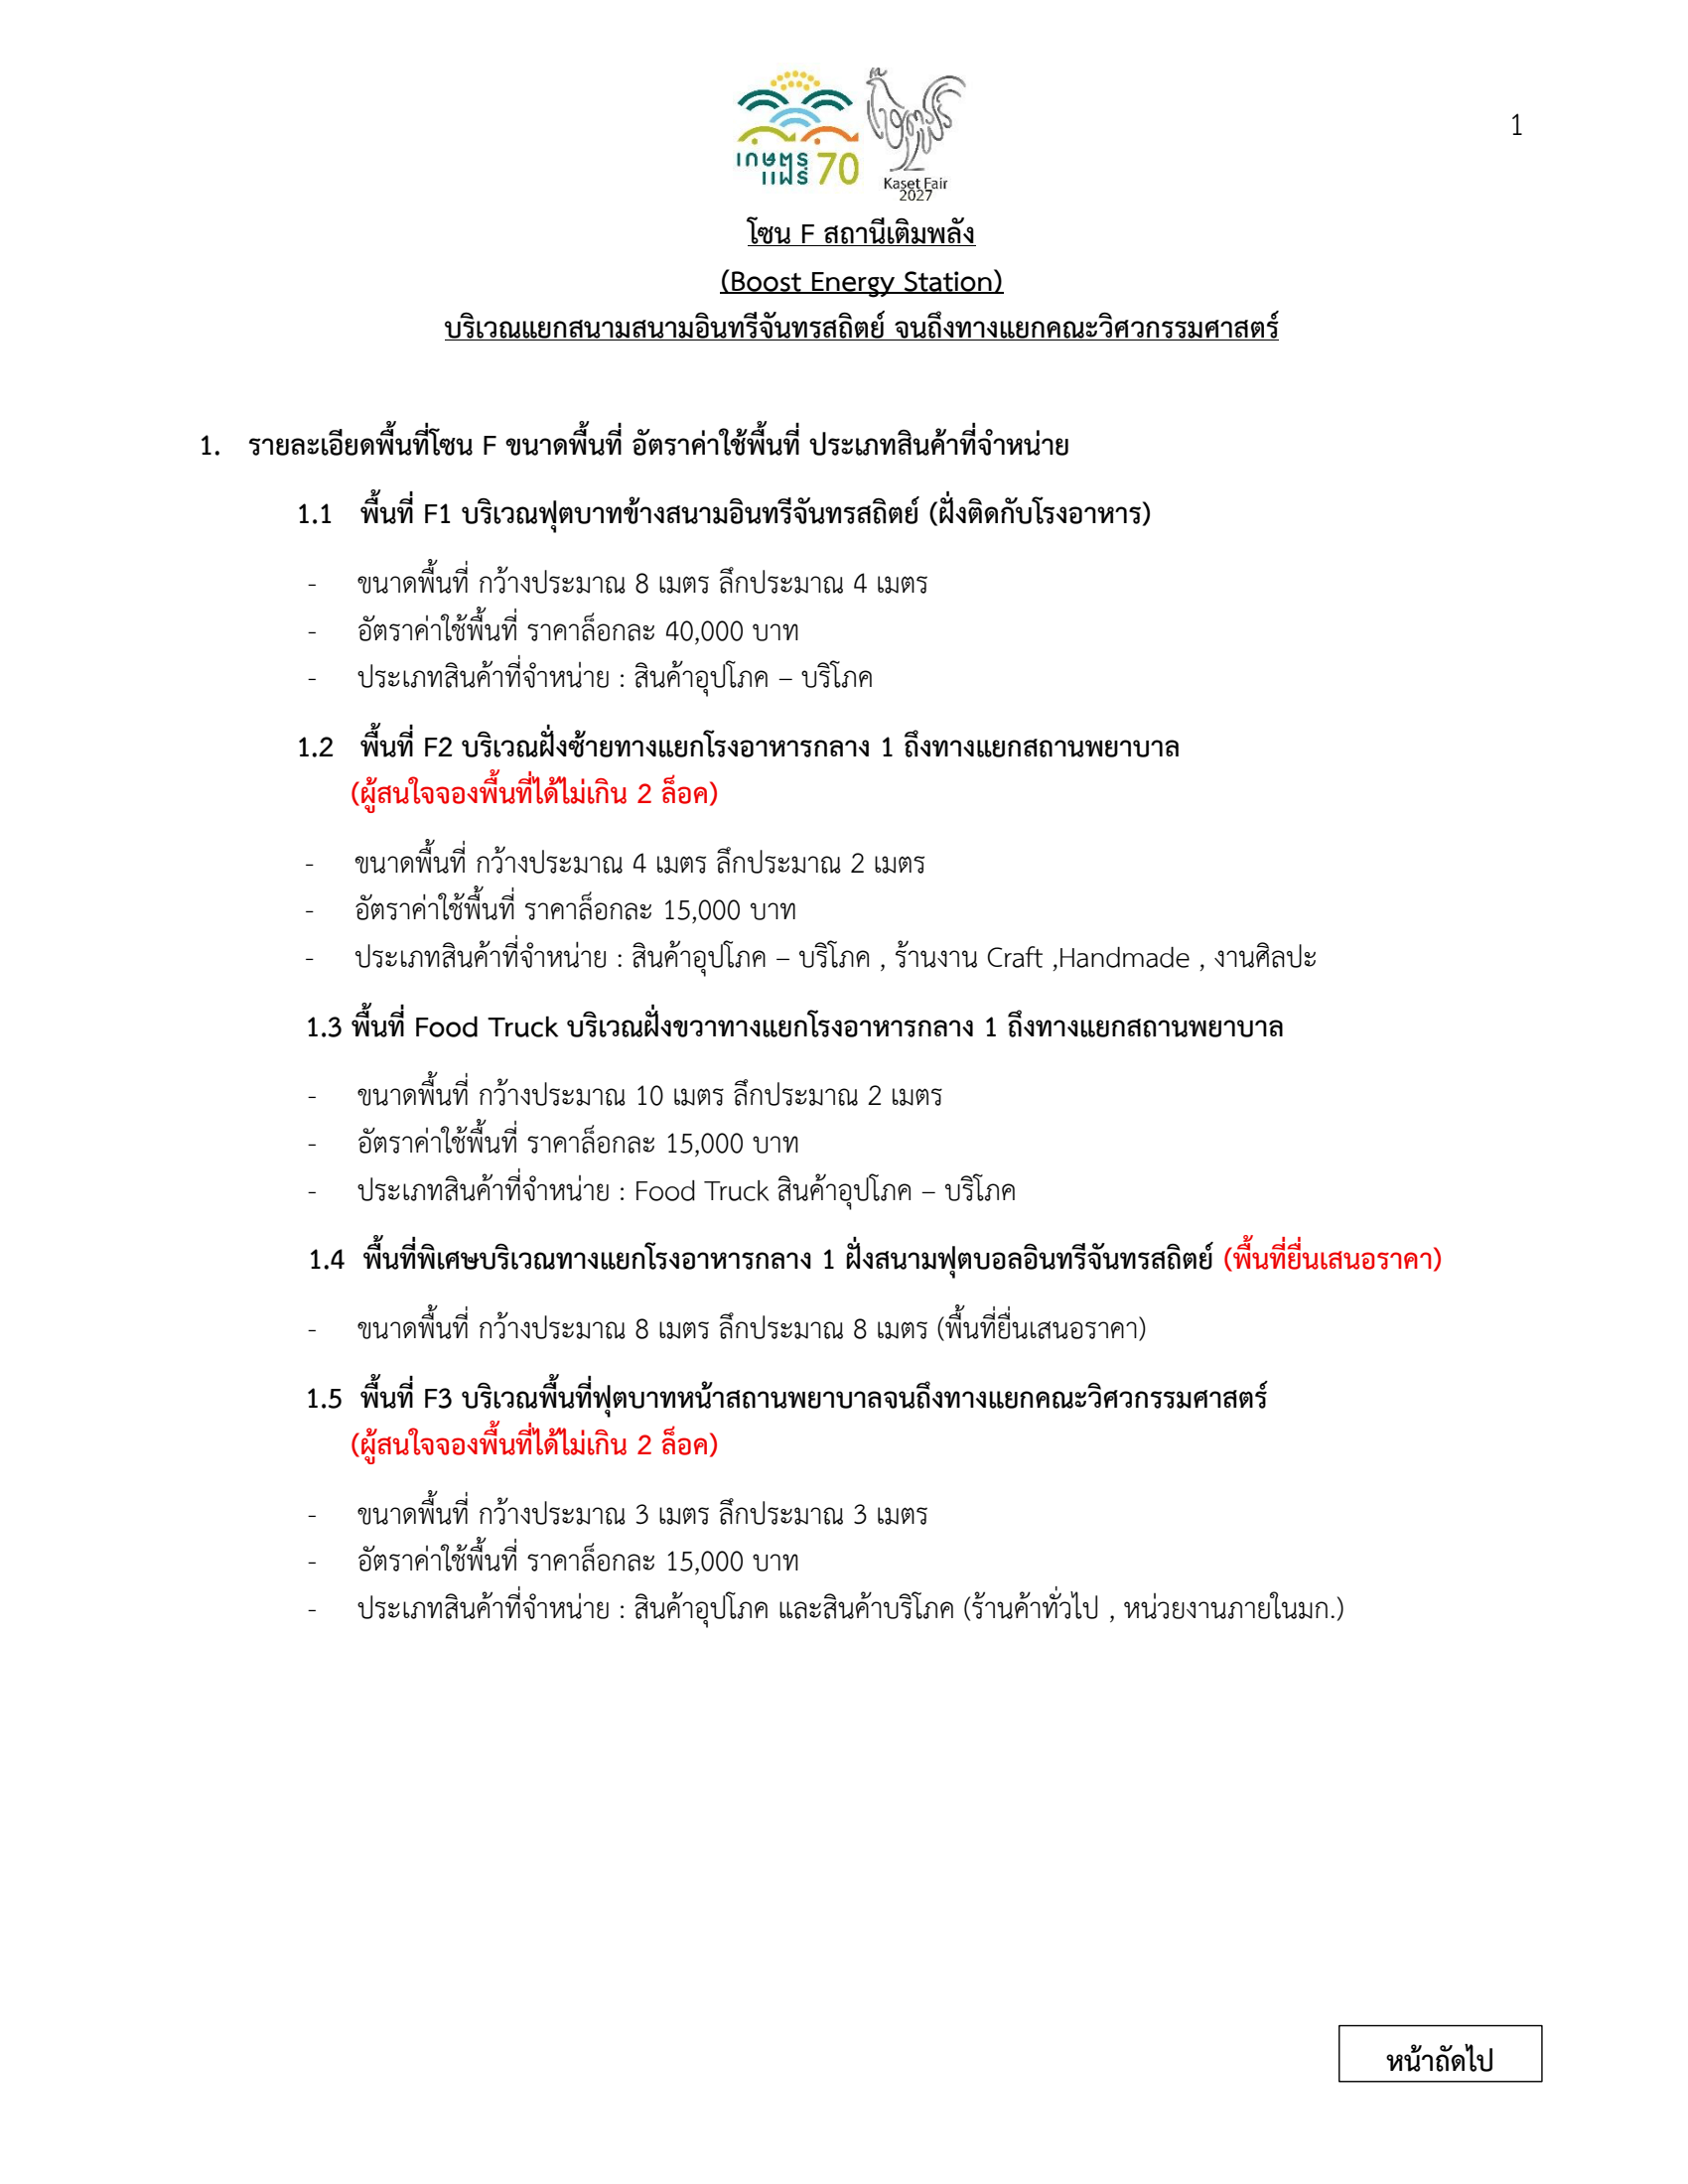 1
เกษตร
แฟร์ 70
Kaset Fair
2027
โซน F สถานีเติมพลัง
(Boost Energy Station)
บริเวณแยกสนามสนามอินทรีจันทรสถิตย์ จนถึงทางแยกคณะวิศวกรรมศาสตร์
1. รายละเอียดพื้นที่โซน F ขนาดพื้นที่ อัตราค่าใช้พื้นที่ ประเภทสินค้าที่จำหน่าย
1.1 พื้นที่ F1 บริเวณฟุตบาทข้างสนามอินทรีจันทรสถิตย์ (ฝั่งติดกับโรงอาหาร)
- ขนาดพื้นที่ กว้างประมาณ 8 เมตร ลึกประมาณ 4 เมตร
- อัตราค่าใช้พื้นที่ ราคาล็อกละ 40,000 บาท
- ประเภทสินค้าที่จำหน่าย : สินค้าอุปโภค – บริโภค
1.2 พื้นที่ F2 บริเวณฝั่งซ้ายทางแยกโรงอาหารกลาง 1 ถึงทางแยกสถานพยาบาล
(ผู้สนใจจองพื้นที่ได้ไม่เกิน 2 ล็อค)
- ขนาดพื้นที่ กว้างประมาณ 4 เมตร ลึกประมาณ 2 เมตร
- อัตราค่าใช้พื้นที่ ราคาล็อกละ 15,000 บาท
- ประเภทสินค้าที่จำหน่าย : สินค้าอุปโภค – บริโภค , ร้านงาน Craft ,Handmade , งานศิลปะ
1.3 พื้นที่ Food Truck บริเวณฝั่งขวาทางแยกโรงอาหารกลาง 1 ถึงทางแยกสถานพยาบาล
- ขนาดพื้นที่ กว้างประมาณ 10 เมตร ลึกประมาณ 2 เมตร
- อัตราค่าใช้พื้นที่ ราคาล็อกละ 15,000 บาท
- ประเภทสินค้าที่จำหน่าย : Food Truck สินค้าอุปโภค – บริโภค
1.4 พื้นที่พิเศษบริเวณทางแยกโรงอาหารกลาง 1 ฝั่งสนามฟุตบอลอินทรีจันทรสถิตย์ (พื้นที่ยื่นเสนอราคา)
- ขนาดพื้นที่ กว้างประมาณ 8 เมตร ลึกประมาณ 8 เมตร (พื้นที่ยื่นเสนอราคา)
1.5 พื้นที่ F3 บริเวณพื้นที่ฟุตบาทหน้าสถานพยาบาลจนถึงทางแยกคณะวิศวกรรมศาสตร์
(ผู้สนใจจองพื้นที่ได้ไม่เกิน 2 ล็อค)
- ขนาดพื้นที่ กว้างประมาณ 3 เมตร ลึกประมาณ 3 เมตร
- อัตราค่าใช้พื้นที่ ราคาล็อกละ 15,000 บาท
- ประเภทสินค้าที่จำหน่าย : สินค้าอุปโภค และสินค้าบริโภค (ร้านค้าทั่วไป , หน่วยงานภายในมก.)
หน้าถัดไป